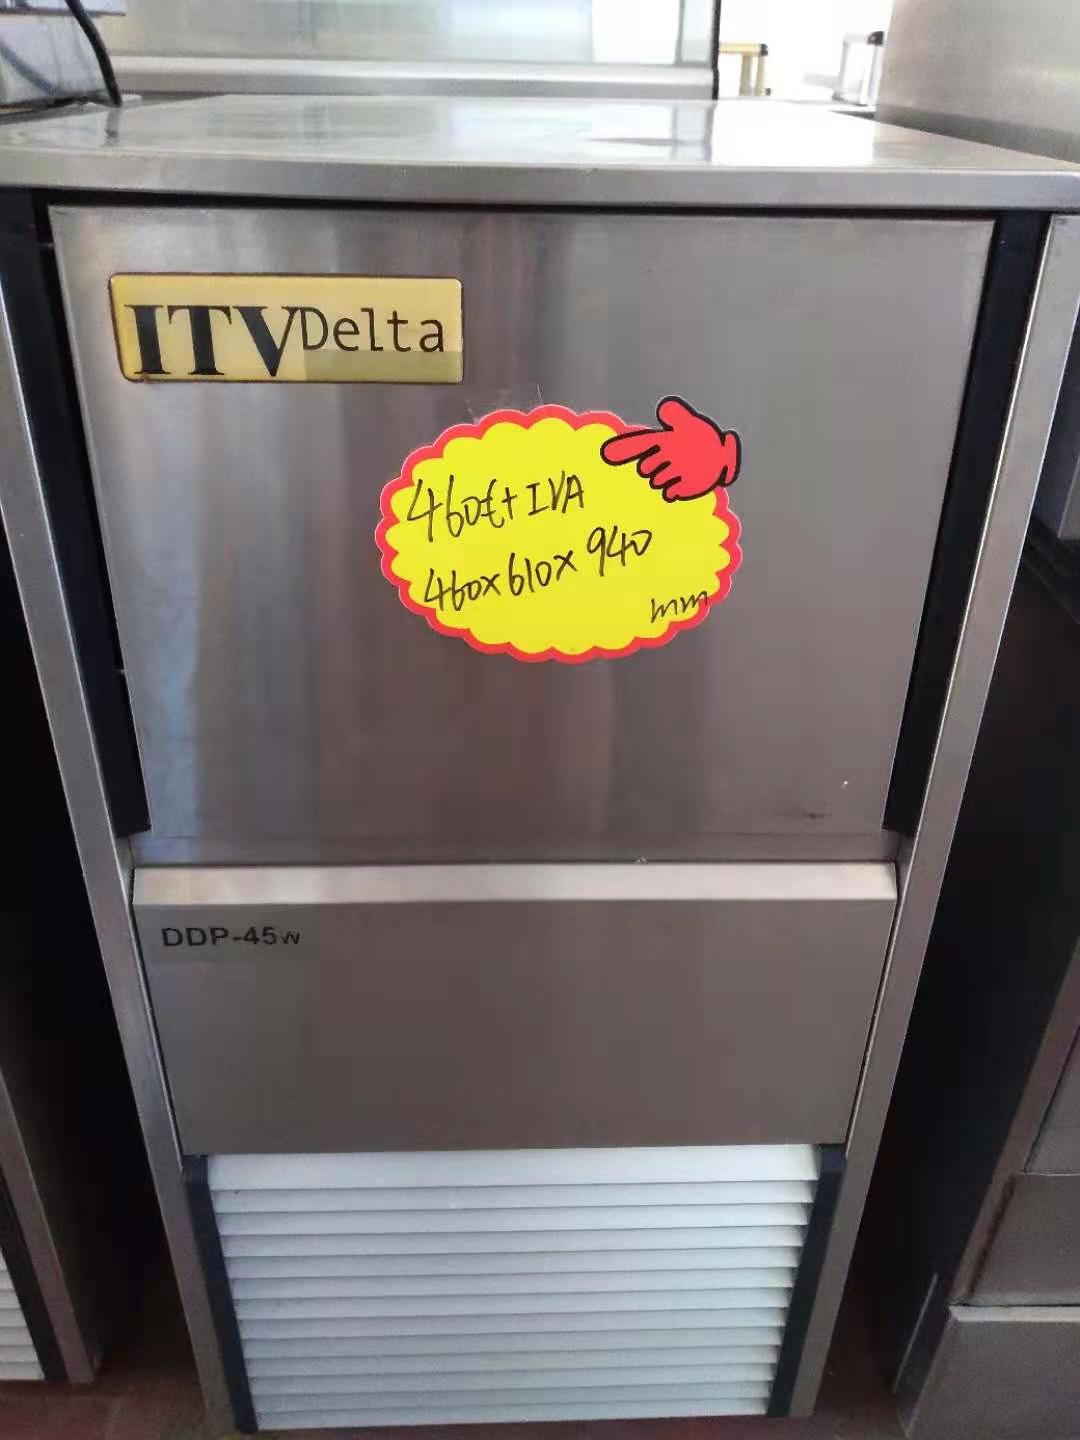 ITV Delta
460€+IVA
460x610x940
mm
DDP-45W